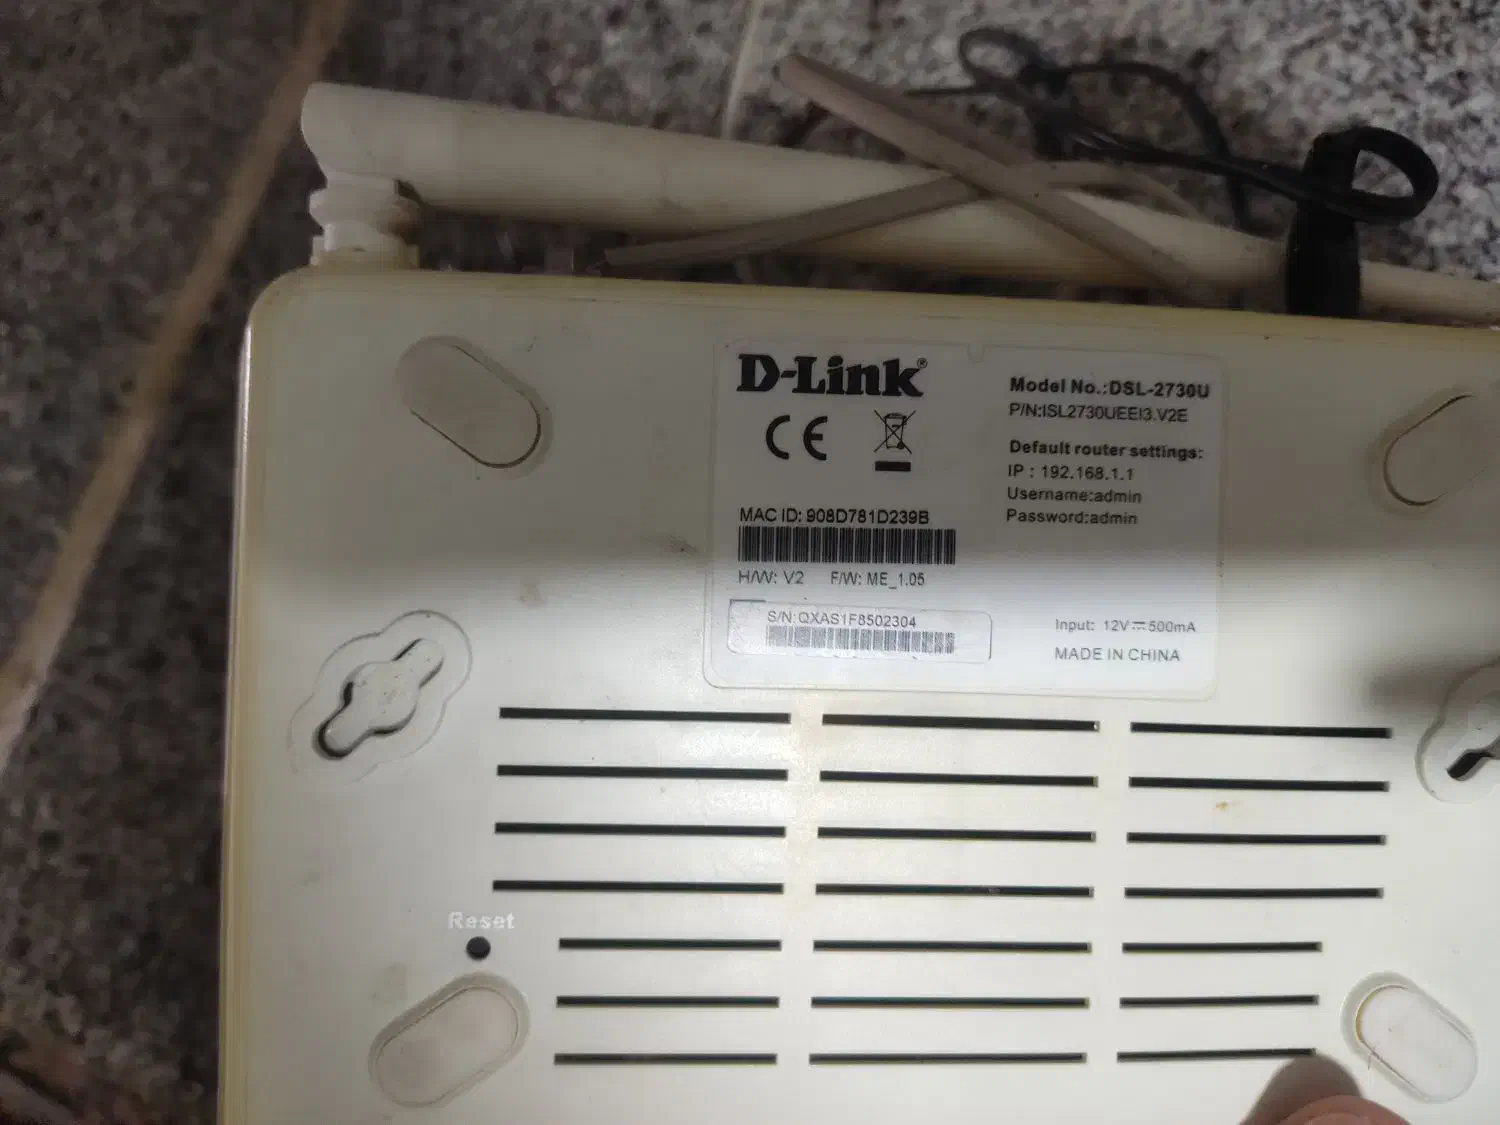 D-Link®
CE
MAC ID: 908D781D239B
H/W: V2 F/W: ME_1.05
S/N: QXAS1F8502304
Model No.:DSL-2730U
P/N:ISL2730UEEI3.V2E
Default router settings:
IP : 192.168.1.1
Username:admin
Password:admin
Input: 12V⎓500mA
MADE IN CHINA
Reset